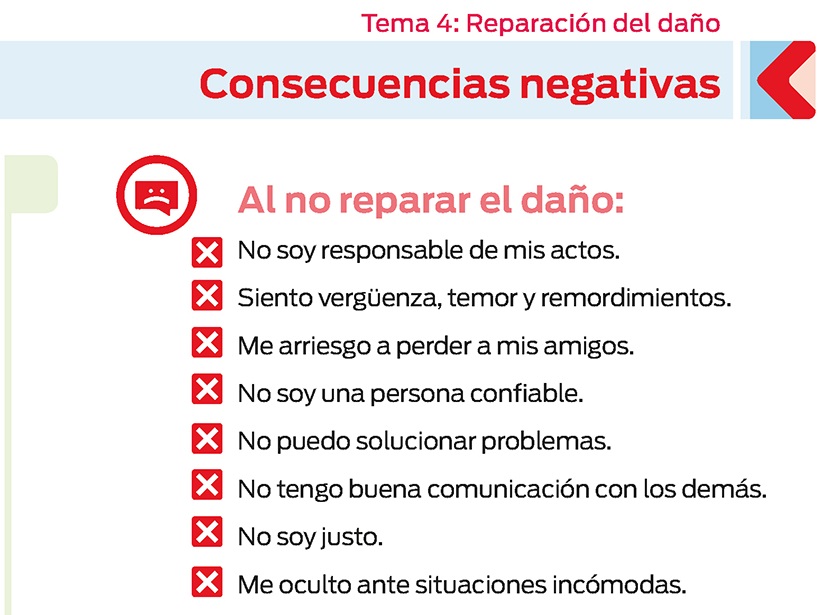 Tema 4: Reparación del daño
Consecuencias negativas
Al no reparar el daño:
No soy responsable de mis actos.
Siento vergüenza, temor y remordimientos.
Me arriesgo a perder a mis amigos.
No soy una persona confiable.
No puedo solucionar problemas.
No tengo buena comunicación con los demás.
No soy justo.
Me oculto ante situaciones incómodas.